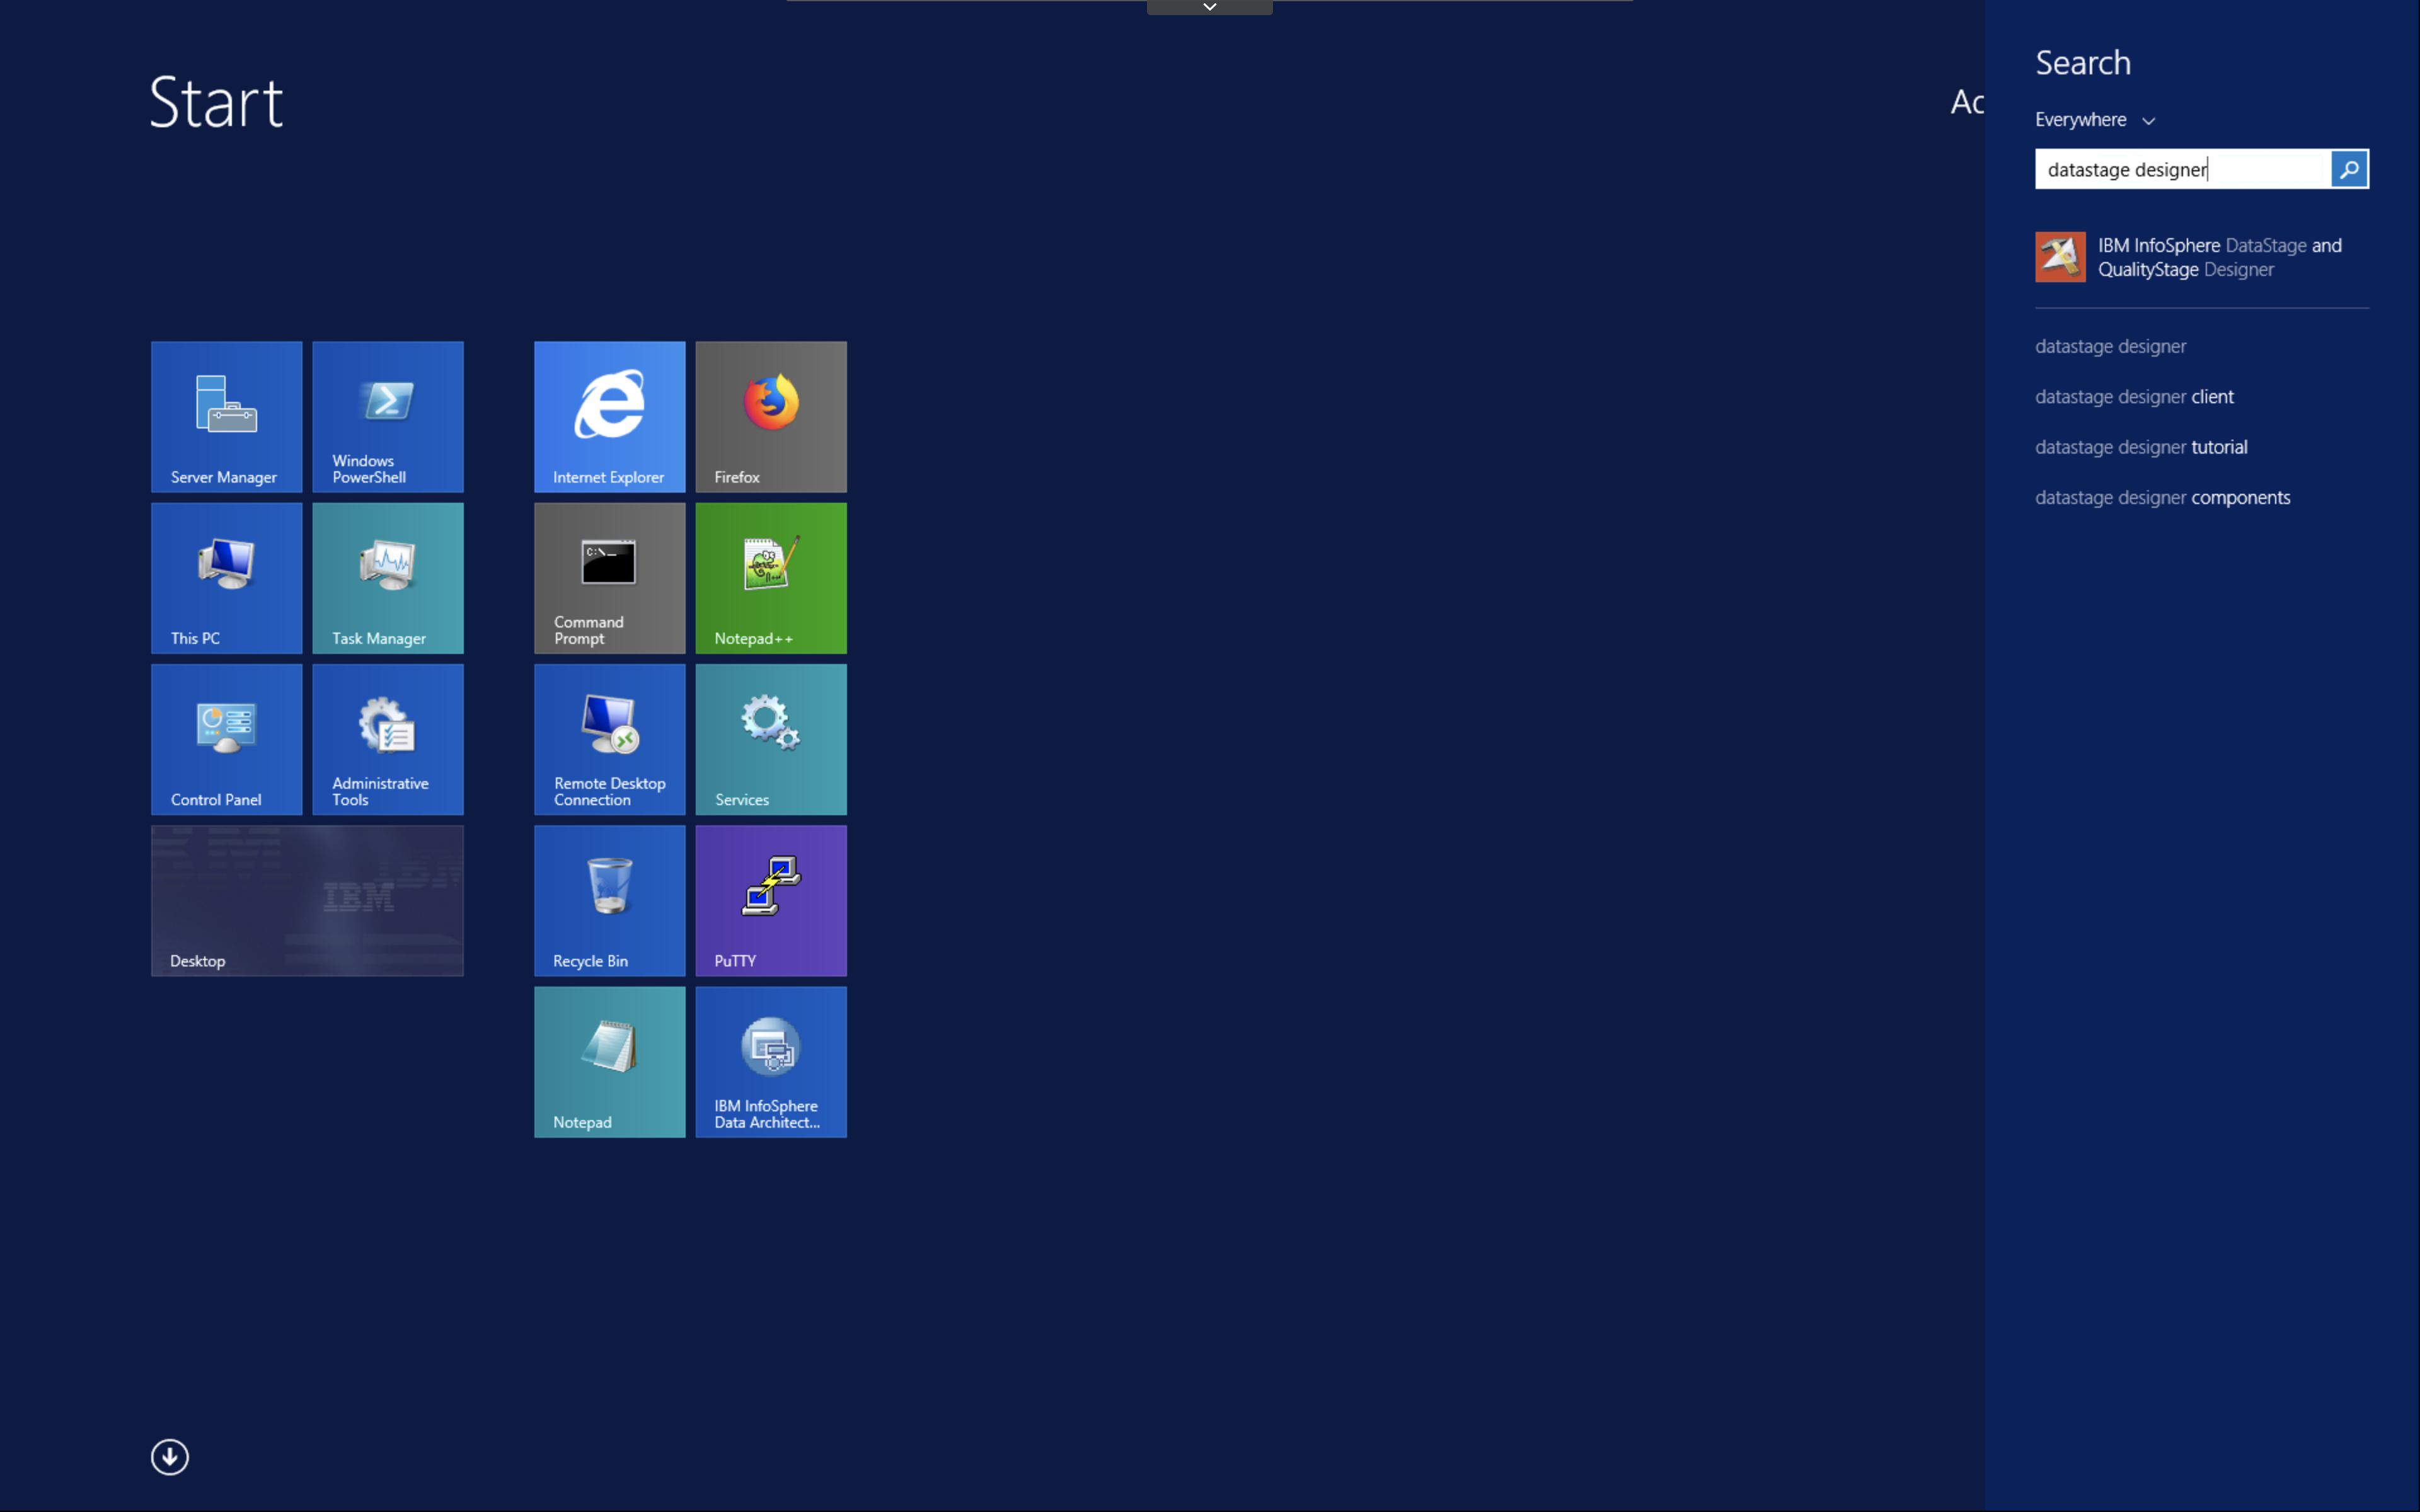 Start
Ac
Server Manager
Windows
PowerShell
Internet Explorer
Firefox
This PC
Task Manager
C:\.
Command
Prompt
Notepad++
Control Panel
Administrative
Tools
Remote Desktop
Connection
Services
IBM
Desktop
Recycle Bin
PuTTY
Notepad
IBM InfoSphere
Data Architect...
Search
Everywhere
datastage designer
IBM InfoSphere DataStage and
QualityStage Designer
datastage designer
datastage designer client
datastage designer tutorial
datastage designer components